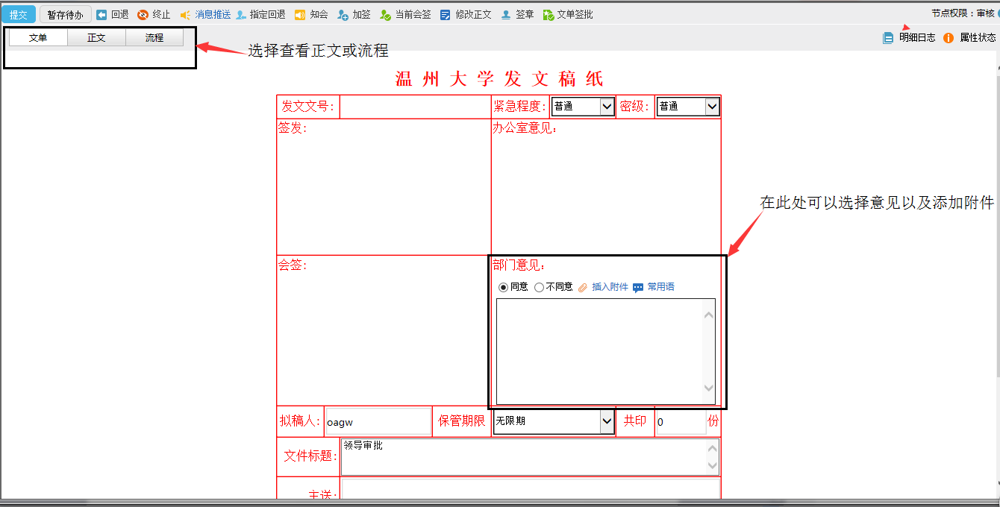 提交 暂存待办 回退 终止 消息推送 指定回退 知会 加签 当前会签 修改正文 签章 文单签批 节点权限：审核
文单 正文 流程 明细日志 属性状态
选择查看正文或流程
温州大学发文稿纸
发文文号： 紧急程度： 普通 密级： 普通
签发： 办公室意见：
在此处可以选择意见以及添加附件
会签： 部门意见：
同意 不同意 插入附件 常用语
拟稿人： oagw 保管期限 无限期 共印 0 份
文件标题： 领导审批
主送：